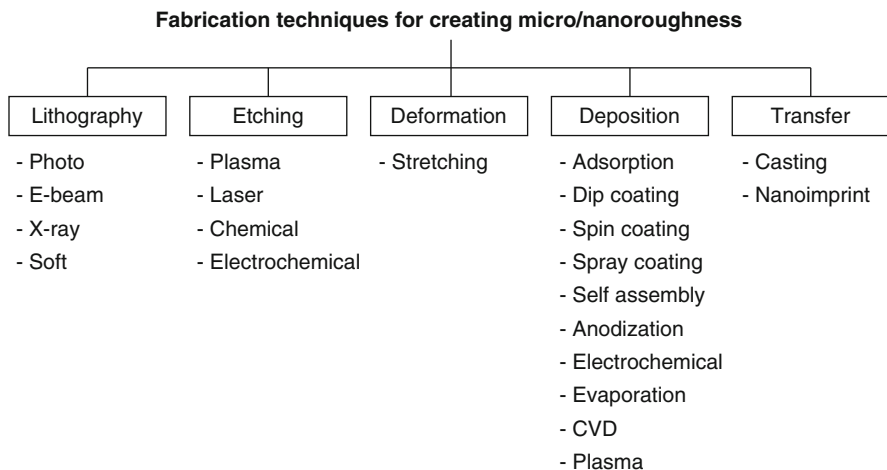 Fabrication techniques for creating micro/nanoroughness
Lithography
- Photo
- E-beam
- X-ray
- Soft
Etching
- Plasma
- Laser
- Chemical
- Electrochemical
Deformation
- Stretching
Deposition
- Adsorption
- Dip coating
- Spin coating
- Spray coating
- Self assembly
- Anodization
- Electrochemical
- Evaporation
- CVD
- Plasma
Transfer
- Casting
- Nanoimprint